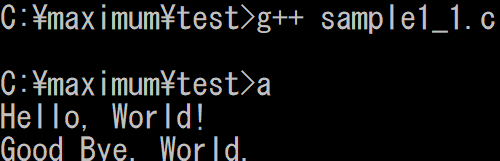 C:¥maximum¥test>g++ sample1_1.c
C:¥maximum¥test>a
Hello, World!
Good Bye, World.